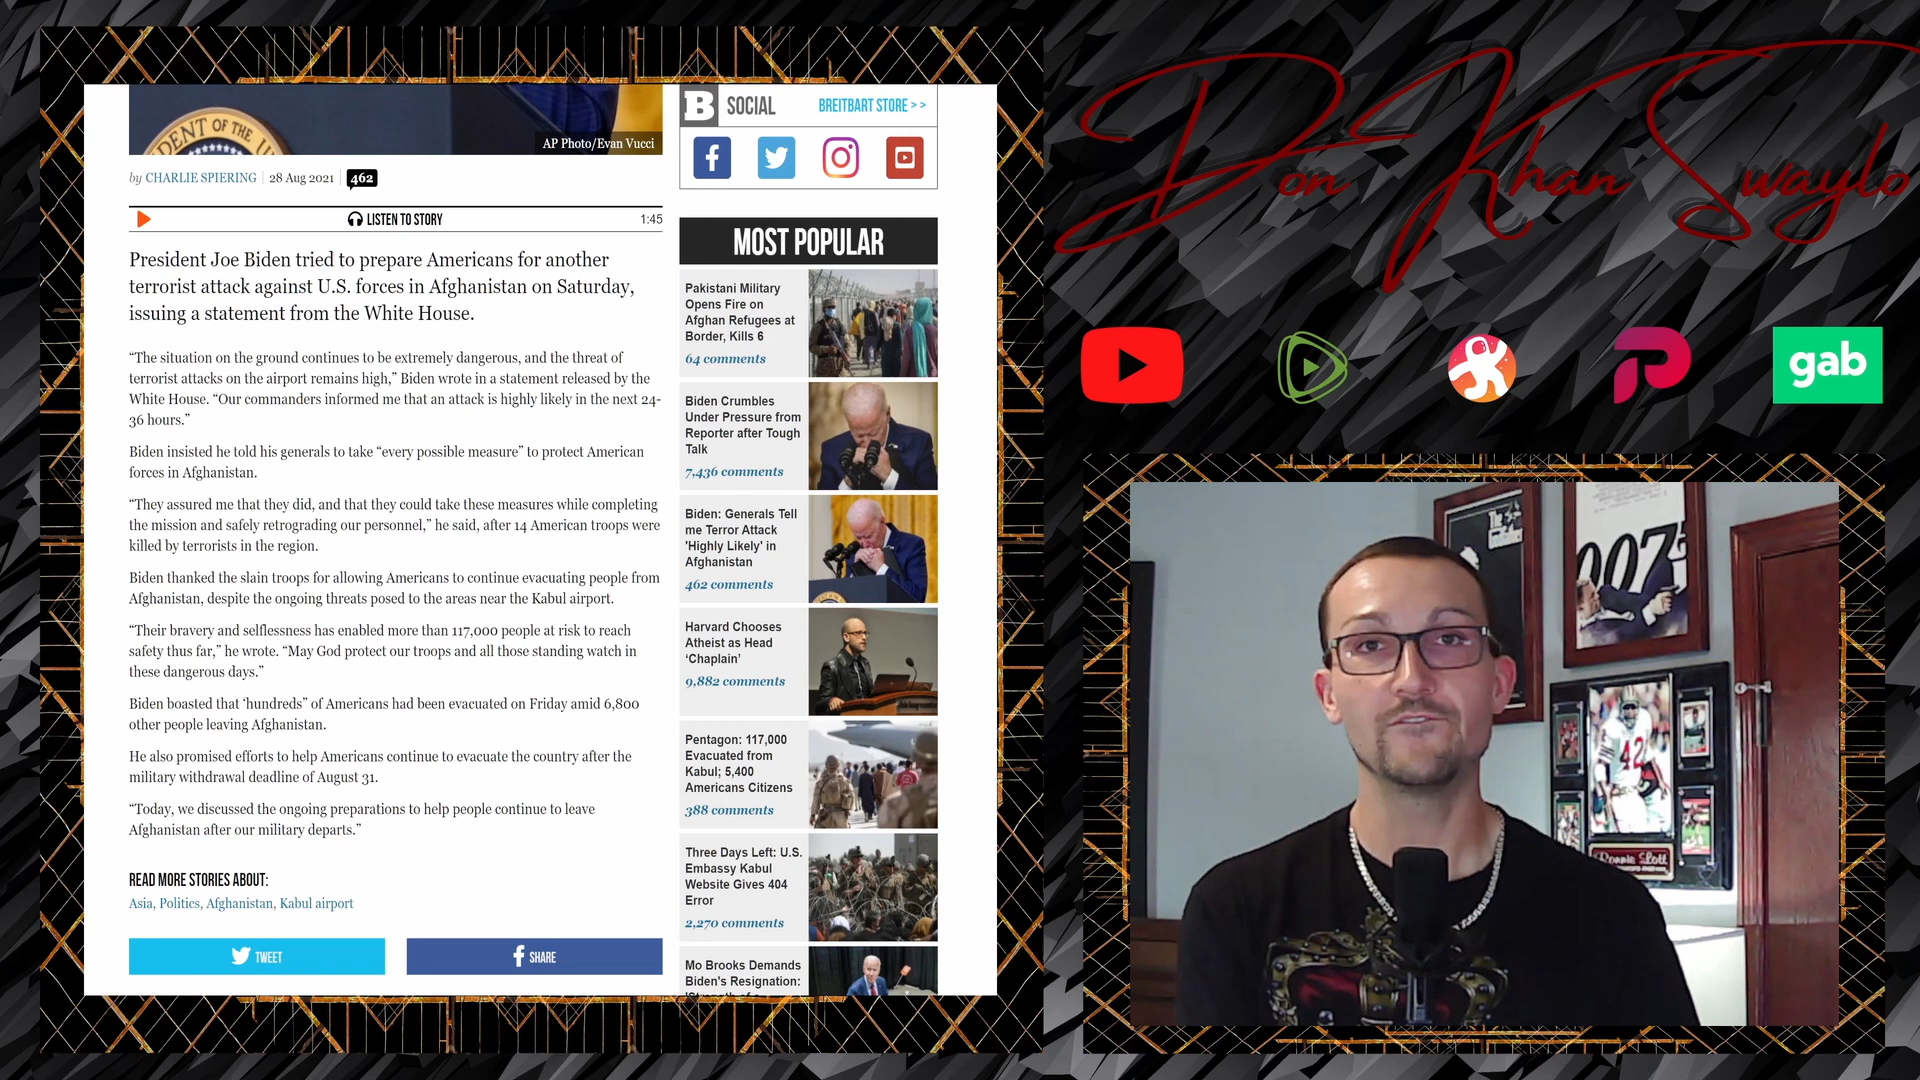 DENT OF THE
AP Photo/Evan Vucci
by CHARLIE SPIERING | 28 Aug 2021 | 462
LISTEN TO STORY
1:45
President Joe Biden tried to prepare Americans for another
terrorist attack against U.S. forces in Afghanistan on Saturday,
issuing a statement from the White House.
“The situation on the ground continues to be extremely dangerous, and the threat of
terrorist attacks on the airport remains high,” Biden wrote in a statement released by the
White House. “Our commanders informed me that an attack is highly likely in the next 24-
36 hours.”
Biden insisted he told his generals to take “every possible measure” to protect American
forces in Afghanistan.
“They assured me that they did, and that they could take these measures while completing
the mission and safely retrograding our personnel,” he said, after 14 American troops were
killed by terrorists in the region.
Biden thanked the slain troops for allowing Americans to continue evacuating people from
Afghanistan, despite the ongoing threats posed to the areas near the Kabul airport.
“Their bravery and selflessness has enabled more than 117,000 people at risk to reach
safety thus far,” he wrote. “May God protect our troops and all those standing watch in
these dangerous days.”
Biden boasted that ‘hundreds” of Americans had been evacuated on Friday amid 6,800
other people leaving Afghanistan.
He also promised efforts to help Americans continue to evacuate the country after the
military withdrawal deadline of August 31.
“Today, we discussed the ongoing preparations to help people continue to leave
Afghanistan after our military departs.”
READ MORE STORIES ABOUT:
Asia, Politics, Afghanistan, Kabul airport
TWEET
SHARE
B SOCIAL
BREITBART STORE > >
MOST POPULAR
Pakistani Military
Opens Fire on
Afghan Refugees at
Border, Kills 6
64 comments
Biden Crumbles
Under Pressure from
Reporter after Tough
Talk
7,436 comments
Biden: Generals Tell
me Terror Attack
'Highly Likely' in
Afghanistan
462 comments
Harvard Chooses
Atheist as Head
‘Chaplain’
9,882 comments
Pentagon: 117,000
Evacuated from
Kabul; 5,400
Americans Citizens
388 comments
Three Days Left: U.S.
Embassy Kabul
Website Gives 404
Error
2,270 comments
Mo Brooks Demands
Biden's Resignation:
Don Khan Swaylo
gab
007
42
Ronnie Lott